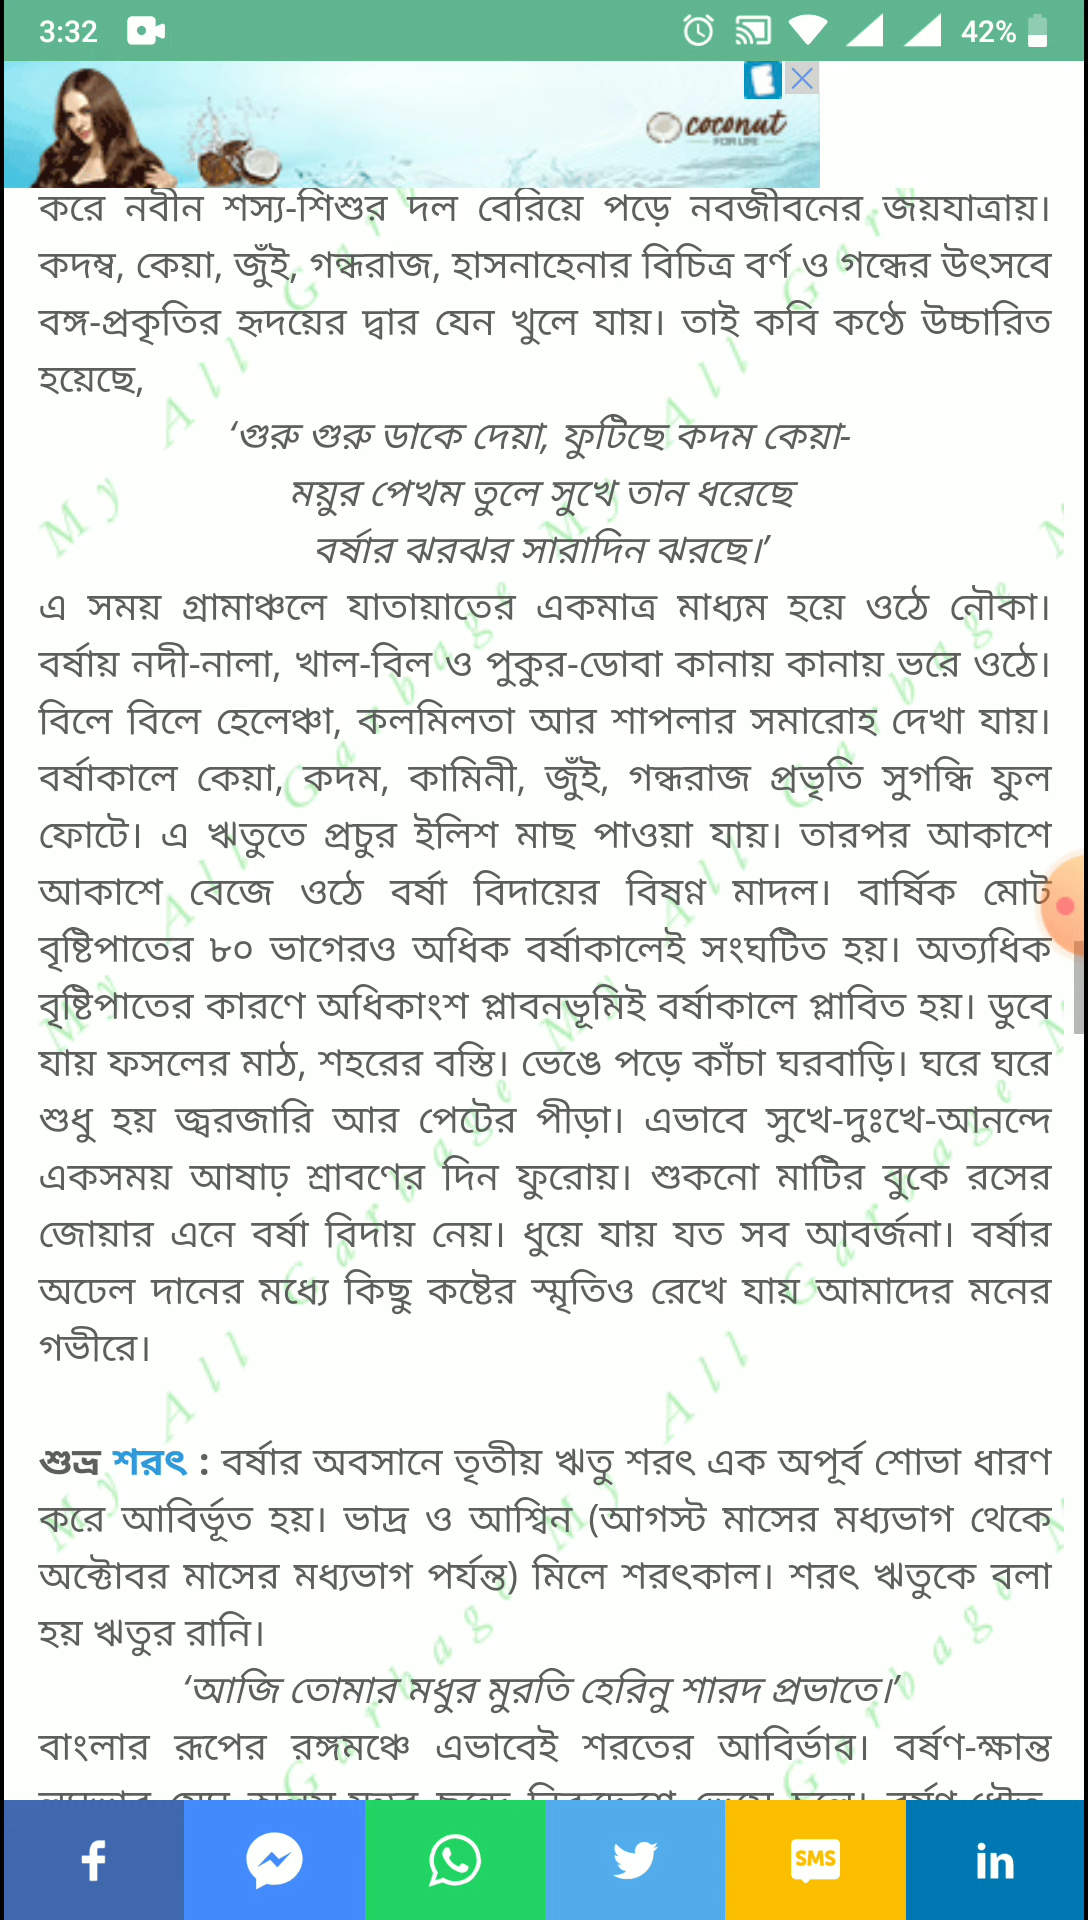 3:32
42%
coconut
FOR LIFE
করে নবীন শস্য-শিশুর দল বেরিয়ে পড়ে নবজীবনের জয়যাত্রায়।
কদম্ব, কেয়া, জুঁই, গন্ধরাজ, হাসনাহেনার বিচিত্র বর্ণ ও গন্ধের উৎসবে
বঙ্গ-প্রকৃতির হৃদয়ের দ্বার যেন খুলে যায়। তাই কবি কণ্ঠে উচ্চারিত
হয়েছে,
‘গুরু গুরু ডাকে দেয়া, ফুটিছে কদম কেয়া-
ময়ুর পেখম তুলে সুখে তান ধরেছে
বর্ষার ঝরঝর সারাদিন ঝরছে।’
এ সময় গ্রামাঞ্চলে যাতায়াতের একমাত্র মাধ্যম হয়ে ওঠে নৌকা।
বর্ষায় নদী-নালা, খাল-বিল ও পুকুর-ডোবা কানায় কানায় ভরে ওঠে।
বিলে বিলে হেলেঞ্চা, কলমিলতা আর শাপলার সমারোহ দেখা যায়।
বর্ষাকালে কেয়া, কদম, কামিনী, জুঁই, গন্ধরাজ প্রভৃতি সুগন্ধি ফুল
ফোটে। এ ঋতুতে প্রচুর ইলিশ মাছ পাওয়া যায়। তারপর আকাশে
আকাশে বেজে ওঠে বর্ষা বিদায়ের বিষণ্ন মাদল। বার্ষিক মোট
বৃষ্টিপাতের ৮০ ভাগেরও অধিক বর্ষাকালেই সংঘটিত হয়। অত্যধিক
বৃষ্টিপাতের কারণে অধিকাংশ প্লাবনভূমিই বর্ষাকালে প্লাবিত হয়। ডুবে
যায় ফসলের মাঠ, শহরের বস্তি। ভেঙে পড়ে কাঁচা ঘরবাড়ি। ঘরে ঘরে
শুধু হয় জ্বরজারি আর পেটের পীড়া। এভাবে সুখে-দুঃখে-আনন্দে
একসময় আষাঢ় শ্রাবণের দিন ফুরোয়। শুকনো মাটির বুকে রসের
জোয়ার এনে বর্ষা বিদায় নেয়। ধুয়ে যায় যত সব আবর্জনা। বর্ষার
অঢেল দানের মধ্যে কিছু কষ্টের স্মৃতিও রেখে যায় আমাদের মনের
গভীরে।
শুভ্র শরৎ : বর্ষার অবসানে তৃতীয় ঋতু শরৎ এক অপূর্ব শোভা ধারণ
করে আবির্ভূত হয়। ভাদ্র ও আশ্বিন (আগস্ট মাসের মধ্যভাগ থেকে
অক্টোবর মাসের মধ্যভাগ পর্যন্ত) মিলে শরৎকাল। শরৎ ঋতুকে বলা
হয় ঋতুর রানি।
‘আজি তোমার মধুর মুরতি হেরিনু শারদ প্রভাতে।’
বাংলার রূপের রঙ্গমঞ্চে এভাবেই শরতের আবির্ভাব। বর্ষণ-ক্ষান্ত
My All Garbage
SMS